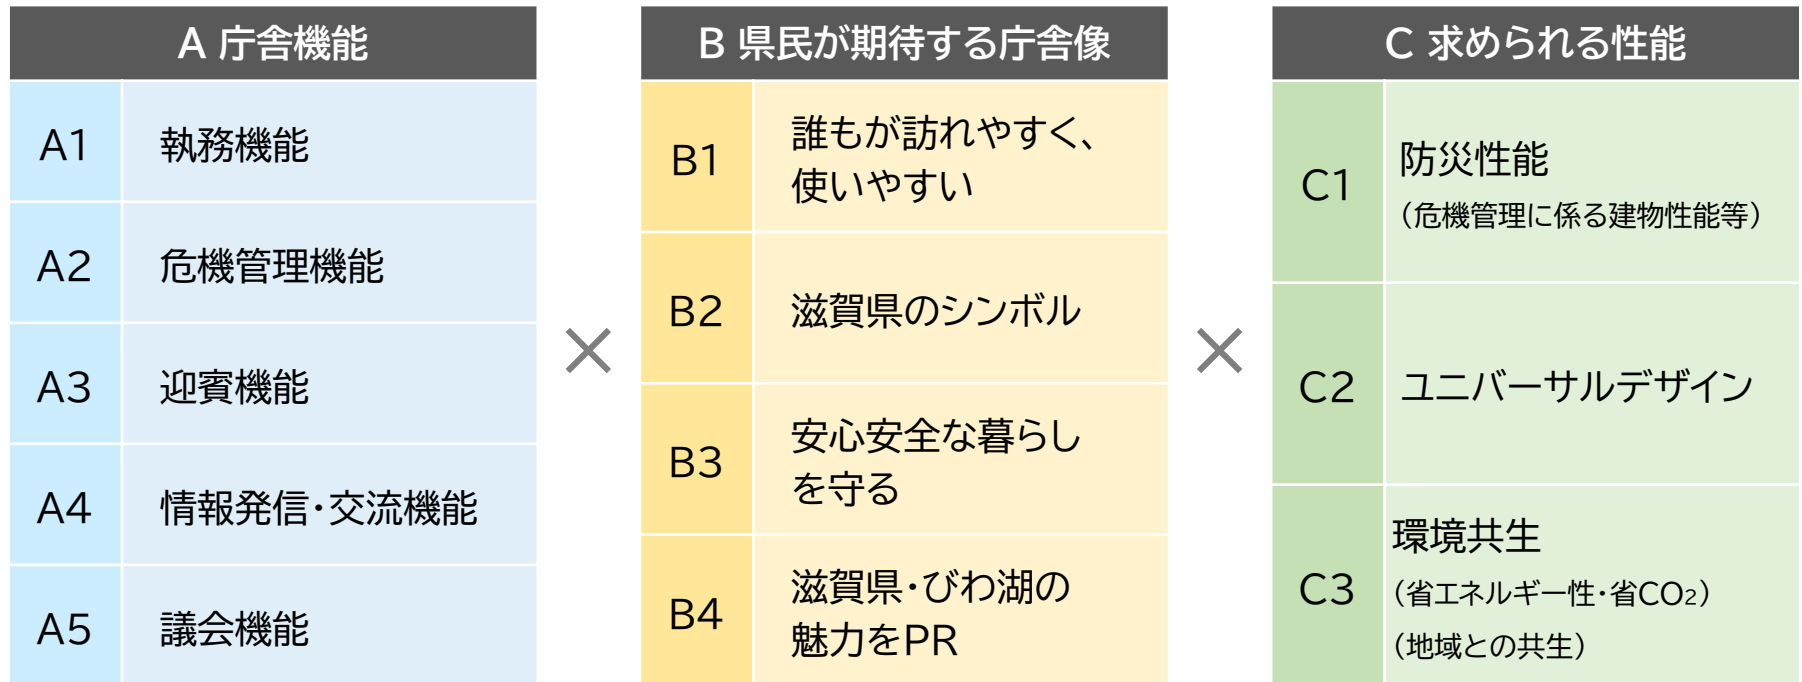 A 庁舎機能
A1 執務機能
A2 危機管理機能
A3 迎賓機能
A4 情報発信・交流機能
A5 議会機能
×
B 県民が期待する庁舎像
B1 誰もが訪れやすく、
使いやすい
B2 滋賀県のシンボル
B3 安心安全な暮らし
を守る
B4 滋賀県・びわ湖の
魅力をPR
×
C 求められる性能
C1 防災性能
（危機管理に係る建物性能等）
C2 ユニバーサルデザイン
C3 環境共生
（省エネルギー性・省CO2）
（地域との共生）